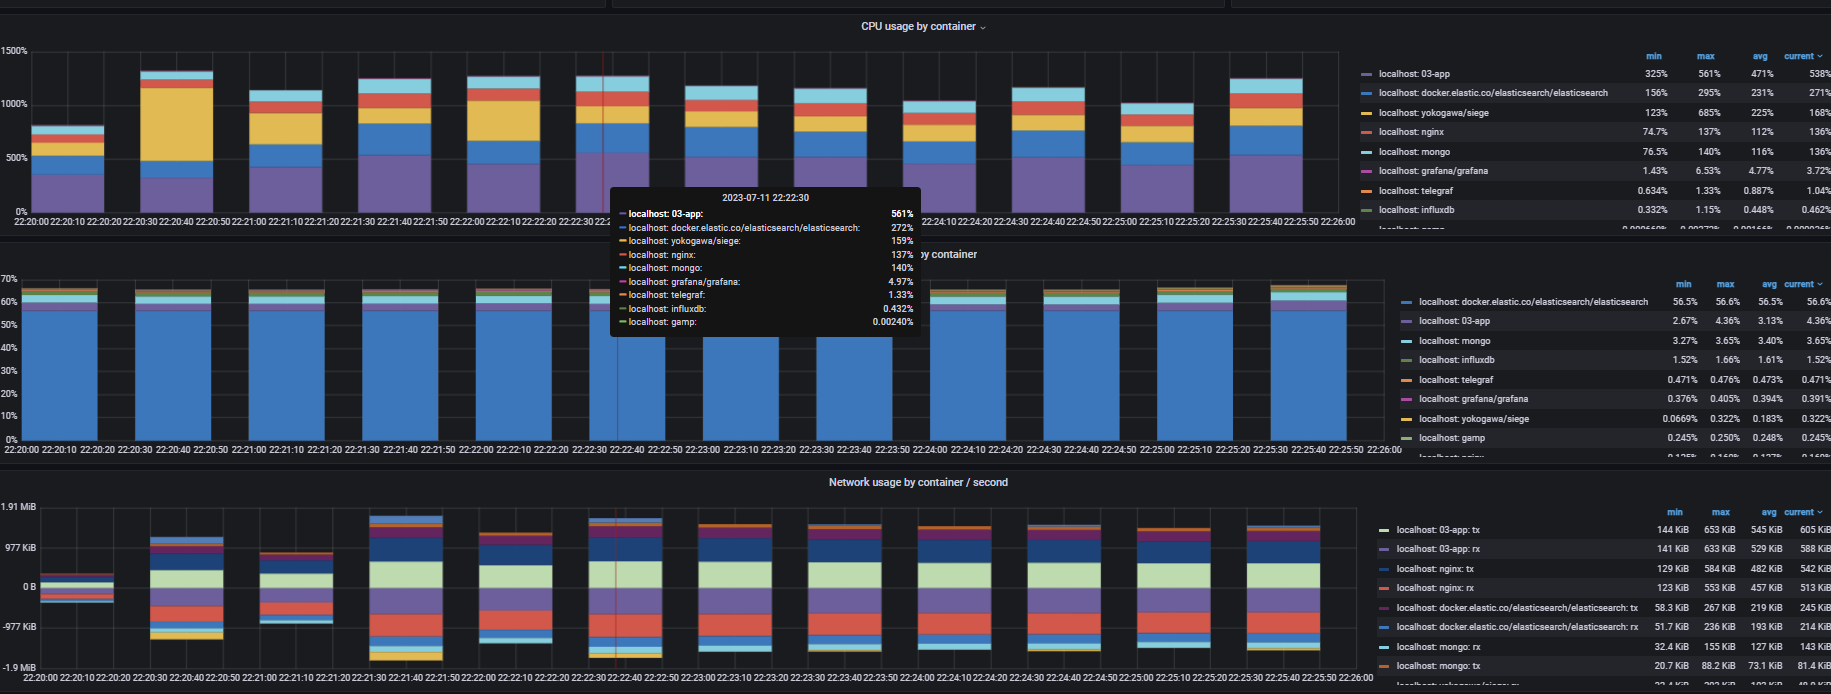 CPU usage by container
1500%
1000%
500%
0%
22:20:00 22:20:10 22:20:20 22:20:30 22:20:40 22:20:50 22:21:00 22:21:10 22:21:20 22:21:30 22:21:40 22:21:50 22:22:00 22:22:10 22:22:20 22:2 22:24:10 22:24:20 22:24:30 22:24:40 22:24:50 22:25:00 22:25:10 22:25:20 22:25:30 22:25:40 22:25:50 22:26:00
min max avg current
localhost: 03-app 325% 561% 471% 538%
localhost: docker.elastic.co/elasticsearch/elasticsearch 156% 295% 231% 271%
localhost: yokogawa/siege 123% 685% 225% 168%
localhost: nginx 74.7% 137% 112% 136%
localhost: mongo 76.5% 140% 116% 136%
localhost: grafana/grafana 1.43% 6.53% 4.77% 3.72%
localhost: telegraf 0.634% 1.33% 0.887% 1.04%
localhost: influxdb 0.332% 1.15% 0.448% 0.462%
2023-07-11 22:22:30
localhost: 03-app: 561%
localhost: docker.elastic.co/elasticsearch/elasticsearch: 272%
localhost: yokogawa/siege: 159%
localhost: nginx: 137%
localhost: mongo: 140%
localhost: grafana/grafana: 4.97%
localhost: telegraf: 1.33%
localhost: influxdb: 0.432%
localhost: gamp: 0.00240%
by container
70%
60%
50%
40%
30%
20%
10%
0%
22:20:00 22:20:10 22:20:20 22:20:30 22:20:40 22:20:50 22:21:00 22:21:10 22:21:20 22:21:30 22:21:40 22:21:50 22:22:00 22:22:10 22:22:20 22:22:30 22:22:40 22:22:50 22:23:00 22:23:10 22:23:20 22:23:30 22:23:40 22:23:50 22:24:00 22:24:10 22:24:20 22:24:30 22:24:40 22:24:50 22:25:00 22:25:10 22:25:20 22:25:30 22:25:40 22:25:50 22:26:00
min max avg current
localhost: docker.elastic.co/elasticsearch/elasticsearch 56.5% 56.6% 56.5% 56.6%
localhost: 03-app 2.67% 4.36% 3.13% 4.36%
localhost: mongo 3.27% 3.65% 3.40% 3.65%
localhost: influxdb 1.52% 1.66% 1.61% 1.52%
localhost: telegraf 0.471% 0.476% 0.473% 0.471%
localhost: grafana/grafana 0.376% 0.405% 0.394% 0.391%
localhost: yokogawa/siege 0.0669% 0.322% 0.183% 0.322%
localhost: gamp 0.245% 0.250% 0.248% 0.245%
Network usage by container / second
1.91 MiB
977 KiB
0 B
-977 KiB
-1.9 MiB
22:20:00 22:20:10 22:20:20 22:20:30 22:20:40 22:20:50 22:21:00 22:21:10 22:21:20 22:21:30 22:21:40 22:21:50 22:22:00 22:22:10 22:22:20 22:22:30 22:22:40 22:22:50 22:23:00 22:23:10 22:23:20 22:23:30 22:23:40 22:23:50 22:24:00 22:24:10 22:24:20 22:24:30 22:24:40 22:24:50 22:25:00 22:25:10 22:25:20 22:25:30 22:25:40 22:25:50 22:26:00
min max avg current
localhost: 03-app: tx 144 KiB 653 KiB 545 KiB 605 KiB
localhost: 03-app: rx 141 KiB 633 KiB 529 KiB 588 KiB
localhost: nginx: tx 129 KiB 584 KiB 482 KiB 542 KiB
localhost: nginx: rx 123 KiB 553 KiB 457 KiB 513 KiB
localhost: docker.elastic.co/elasticsearch/elasticsearch: tx 58.3 KiB 267 KiB 219 KiB 245 KiB
localhost: docker.elastic.co/elasticsearch/elasticsearch: rx 51.7 KiB 236 KiB 193 KiB 214 KiB
localhost: mongo: rx 32.4 KiB 155 KiB 127 KiB 143 KiB
localhost: mongo: tx 20.7 KiB 88.2 KiB 73.1 KiB 81.4 KiB